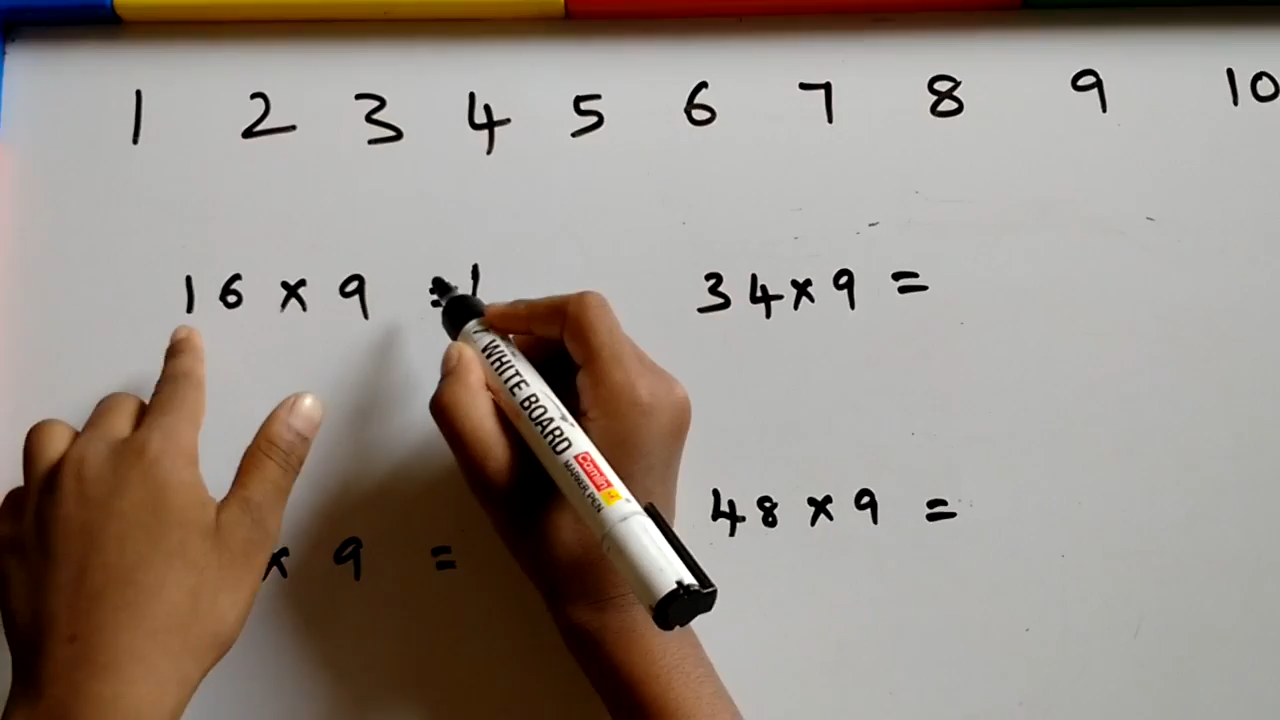 1 2 3 4 5 6 7 8 9 10
16 × 9 = 1 34 × 9 =
× 9 = 48 × 9 =
WHITE BOARD
MARKER PEN
Camlin